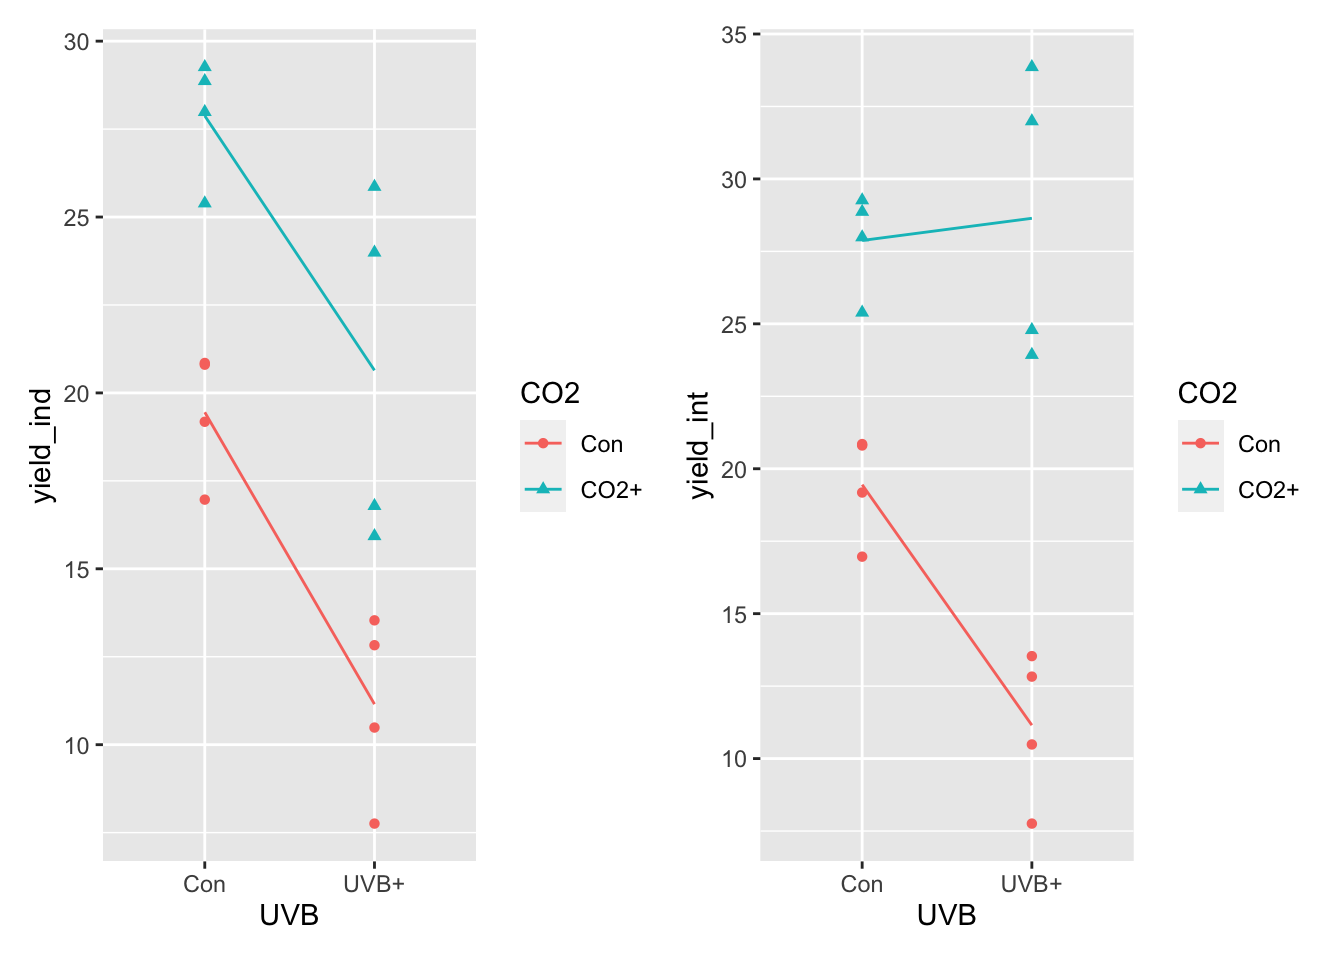 30
25
20
15
10
yield_ind
Con
UVB+
UVB
CO2
Con
CO2+
35
30
25
20
15
10
yield_int
Con
UVB+
UVB
CO2
Con
CO2+